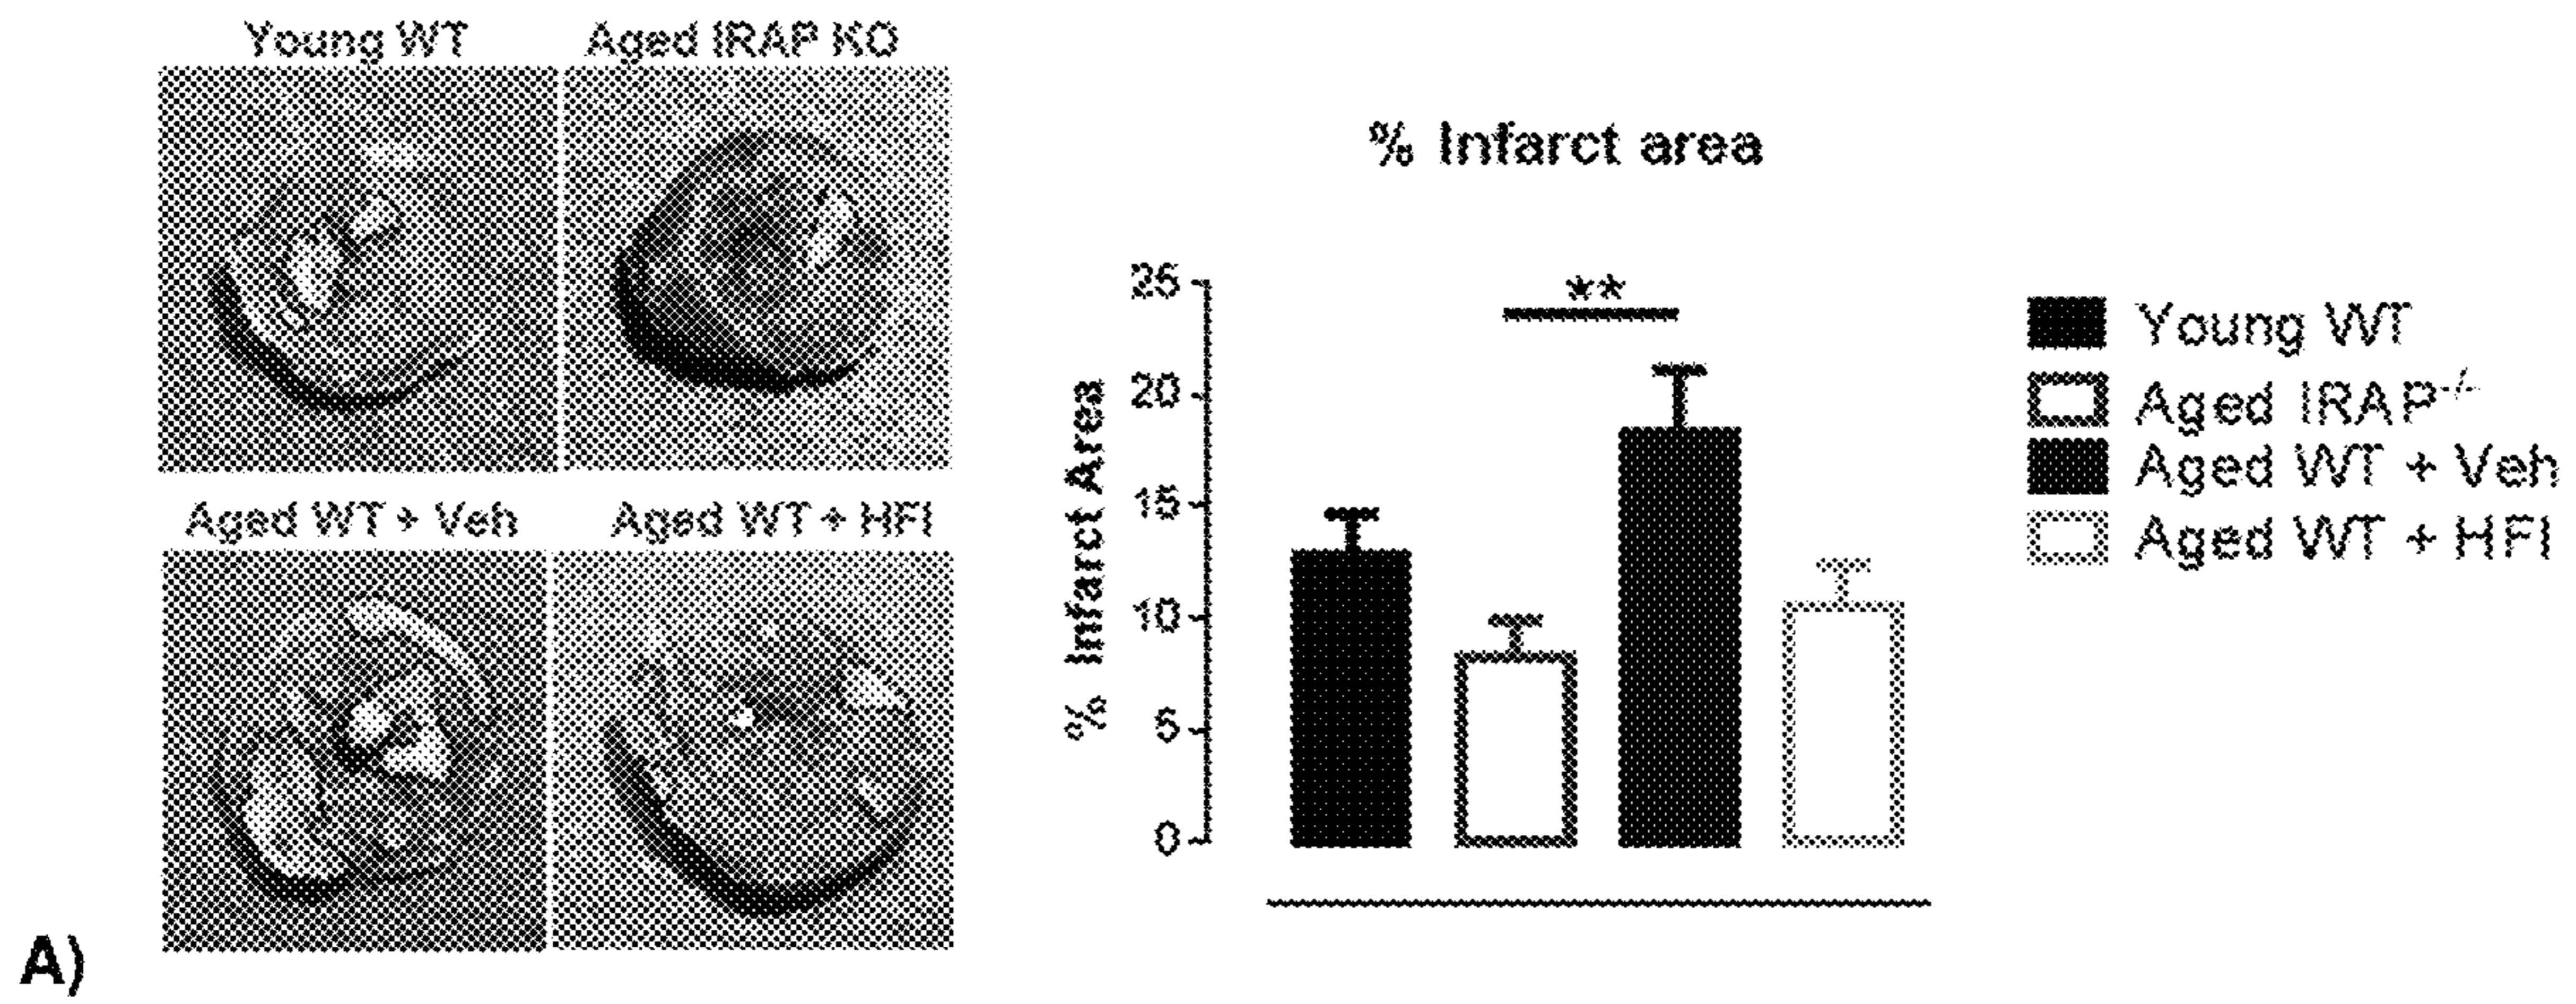 Young WT
Aged IRAP KO
Aged WT + Veh
Aged WT + HFI
A)
% Infarct area
% Infarct Area
25
20
15
10
5
0
**
Young WT
Aged IRAP-/-
Aged WT + Veh
Aged WT + HFI